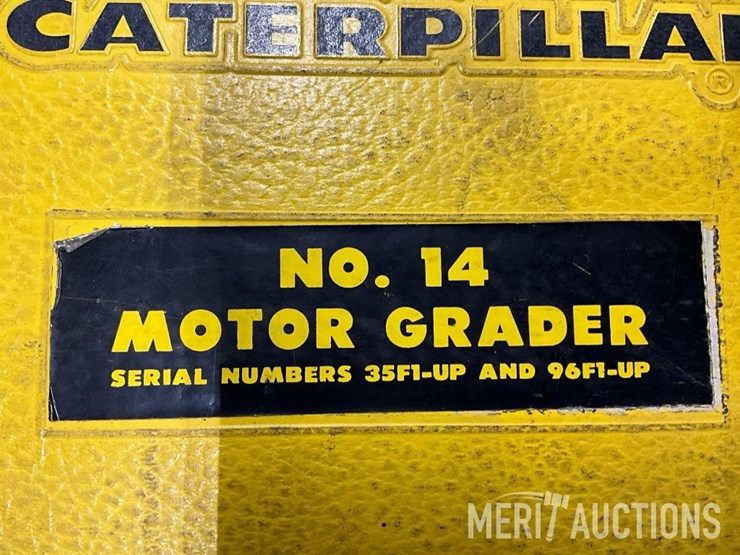 CATERPILLAR
®
NO. 14
MOTOR GRADER
SERIAL NUMBERS 35F1-UP AND 96F1-UP
MERIT AUCTIONS